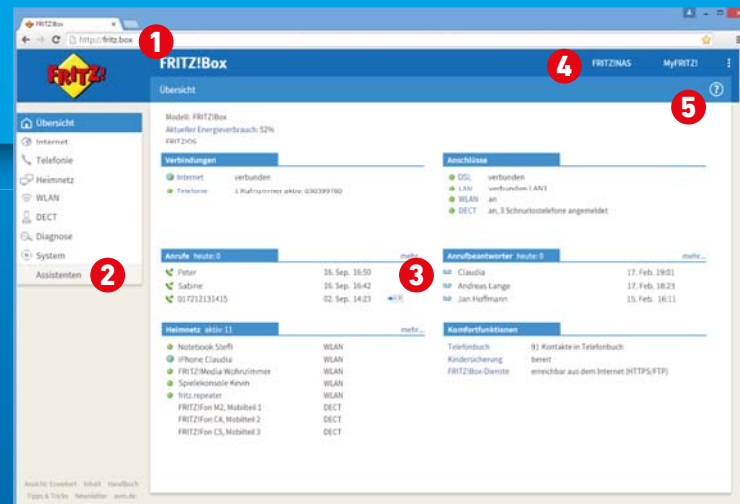 FRITZ!Box
http://fritz.box
1
FRITZ!
FRITZ!Box
4
FRITZ!NAS
MyFRITZ!
Übersicht
5
?
Übersicht
Internet
Telefonie
Heimnetz
WLAN
DECT
Diagnose
System
Assistenten
2
Modell: FRITZ!Box
Aktueller Energieverbrauch: 52%
FRITZ!OS
Verbindungen
Internet verbunden
Telefonie 1 Rufnummer aktiv: 030399760
Anschlüsse
DSL verbunden
LAN verbunden LAN3
WLAN an
DECT an, 3 Schnurlostelefone angemeldet
Anrufe heute: 0 mehr...
3
Peter 16. Sep. 16:50
Sabine 16. Sep. 16:42
017212131415 02. Sep. 14:23
Anrufbeantworter heute: 0 mehr...
Claudia 17. Feb. 19:01
Andreas Lange 17. Feb. 18:23
Jan Hoffmann 15. Feb. 16:11
Heimnetz aktiv: 11 mehr...
Notebook Steffi WLAN
iPhone Claudia WLAN
FRITZ!Media Wohnzimmer WLAN
Spielekonsole Kevin WLAN
fritz.repeater WLAN
FRITZ!Fon M2, Mobilteil 1 DECT
FRITZ!Fon C4, Mobilteil 2 DECT
FRITZ!Fon C5, Mobilteil 3 DECT
Komfortfunktionen
Telefonbuch 91 Kontakte in Telefonbuch
Kindersicherung bereit
FRITZ!Box-Dienste erreichbar aus dem Internet (HTTPS/FTP)
Ansicht: Erweitert Inhalt Handbuch
Tipps & Tricks Newsletter avm.de